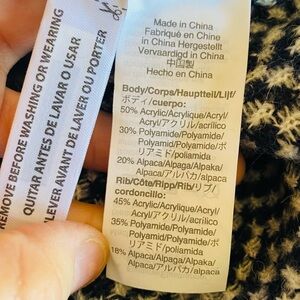 REMOVE BEFORE WASHING OR WEARING
QUITAR ANTES DE LAVAR O USAR
ENLEVER AVANT DE LAVER OU PORTER
Made in China
Fabriqué en Chine
in China Hergestellt
Vervaardigd in China
中国製
Hecho en China
Body/Corps/Hauptteil/Lijf/
ボディ/cuerpo:
50% Acrylic/Acrylique/Acryl/
Acryl/アクリル/acrílico
30% Polyamide/Polyamide/
Polyamid/Polyamide/ポ
リアミド/poliamida
20% Alpaca/Alpaga/Alpaka/
Alpaca/アルパカ/alpaca
Rib/Côte/Ripp/Rib/リブ/
cordoncillo:
45% Acrylic/Acrylique/Acryl/
Acryl/アクリル/acrílico
35% Polyamide/Polyamide/
Polyamid/Polyamide/ポ
リアミド/poliamida
18% Alpaca/Alpaga/Alpaka/
Alpaca/アルパカ/alpaca